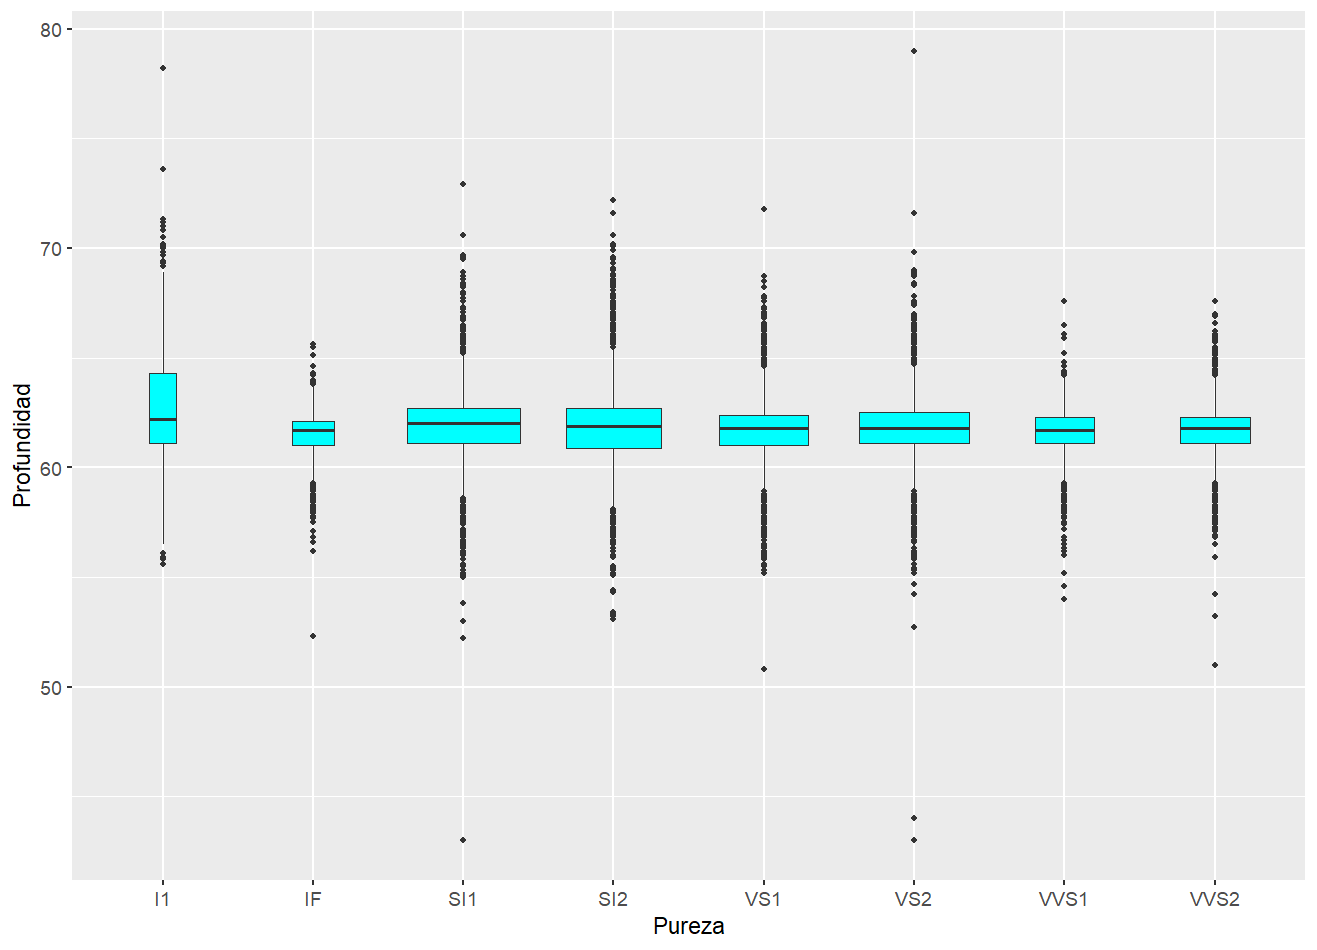 80
70
60
50
Profundidad
I1 IF SI1 SI2 VS1 VS2 VVS1 VVS2
Pureza